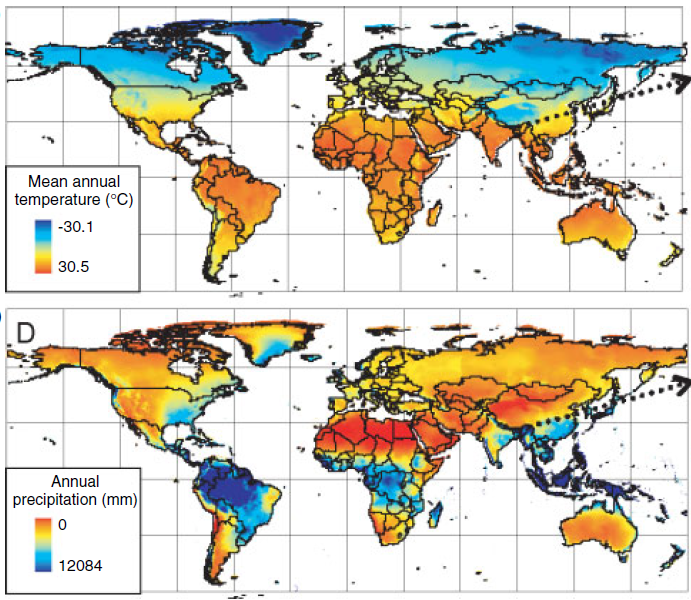 Mean annual
temperature (°C)
-30.1
30.5
D
Annual
precipitation (mm)
0
12084